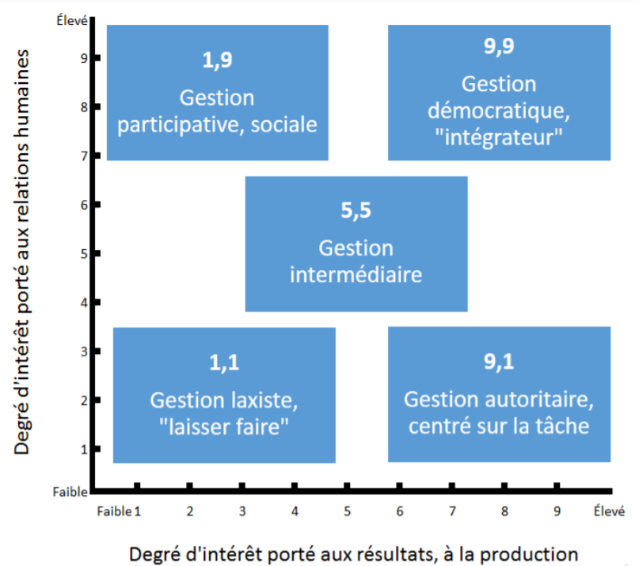 Élevé
Degré d'intérêt porté aux relations humaines
9
8
7
6
5
4
3
2
1
Faible
1,9
Gestion
participative, sociale
9,9
Gestion
démocratique,
"intégrateur"
5,5
Gestion
intermédiaire
1,1
Gestion laxiste,
"laisser faire"
9,1
Gestion autoritaire,
centré sur la tâche
Faible 1 2 3 4 5 6 7 8 9 Élevé
Degré d'intérêt porté aux résultats, à la production